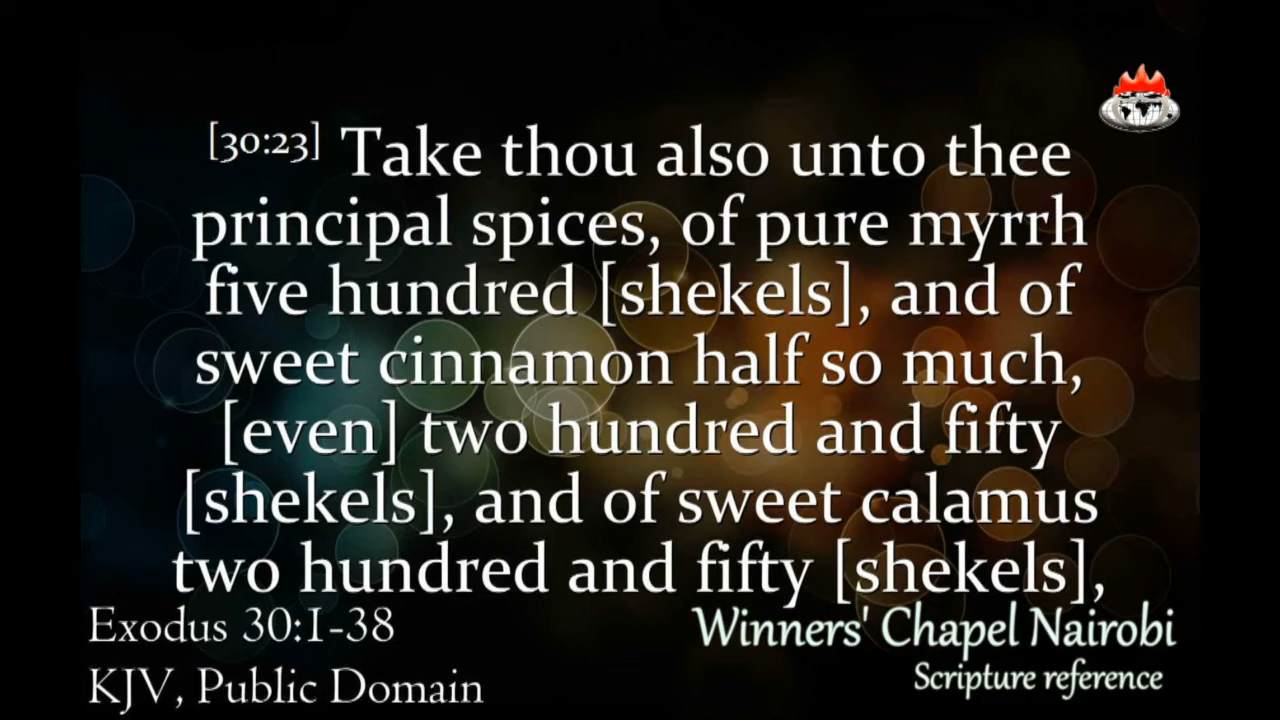 [30:23] Take thou also unto thee
principal spices, of pure myrrh
five hundred [shekels], and of
sweet cinnamon half so much,
[even] two hundred and fifty
[shekels], and of sweet calamus
two hundred and fifty [shekels],
Exodus 30:1-38
KJV, Public Domain
Winners' Chapel Nairobi
Scripture reference